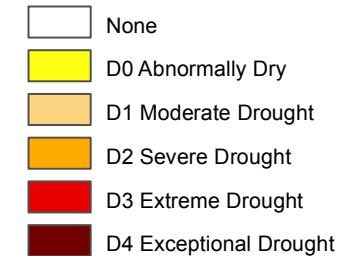 None
D0 Abnormally Dry
D1 Moderate Drought
D2 Severe Drought
D3 Extreme Drought
D4 Exceptional Drought